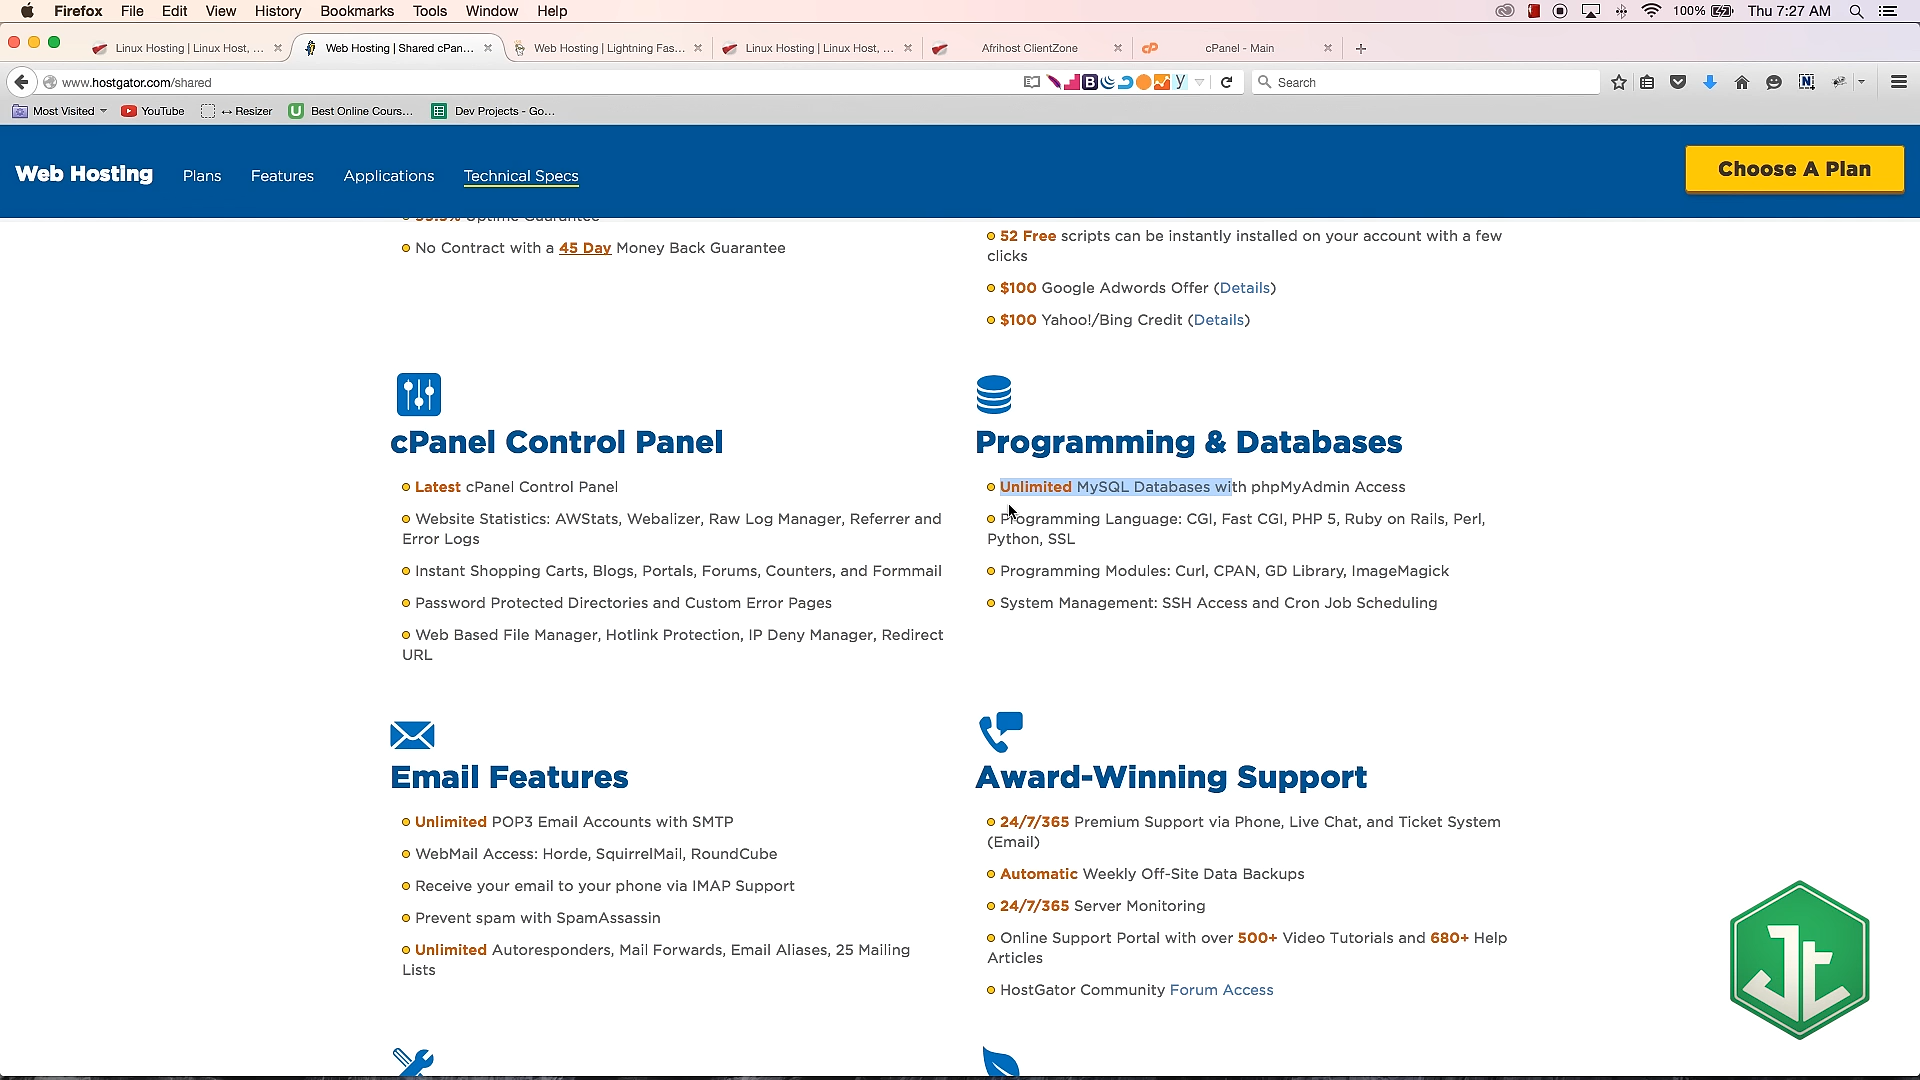 Firefox File Edit View History Bookmarks Tools Window Help 100% Thu 7:27 AM
Linux Hosting | Linux Host, ... Web Hosting | Shared cPan... Web Hosting | Lightning Fas... Linux Hosting | Linux Host, ... Afrihost ClientZone cPanel - Main
www.hostgator.com/shared Search
Most Visited YouTube ↔ Resizer Best Online Cours... Dev Projects - Go...
Web Hosting Plans Features Applications Technical Specs Choose A Plan
99.9% Uptime Guarantee
No Contract with a 45 Day Money Back Guarantee
52 Free scripts can be instantly installed on your account with a few
clicks
$100 Google Adwords Offer (Details)
$100 Yahoo!/Bing Credit (Details)
cPanel Control Panel
Latest cPanel Control Panel
Website Statistics: AWStats, Webalizer, Raw Log Manager, Referrer and
Error Logs
Instant Shopping Carts, Blogs, Portals, Forums, Counters, and Formmail
Password Protected Directories and Custom Error Pages
Web Based File Manager, Hotlink Protection, IP Deny Manager, Redirect
URL
Programming & Databases
Unlimited MySQL Databases with phpMyAdmin Access
Programming Language: CGI, Fast CGI, PHP 5, Ruby on Rails, Perl,
Python, SSL
Programming Modules: Curl, CPAN, GD Library, ImageMagick
System Management: SSH Access and Cron Job Scheduling
Email Features
Unlimited POP3 Email Accounts with SMTP
WebMail Access: Horde, SquirrelMail, RoundCube
Receive your email to your phone via IMAP Support
Prevent spam with SpamAssassin
Unlimited Autoresponders, Mail Forwards, Email Aliases, 25 Mailing
Lists
Award-Winning Support
24/7/365 Premium Support via Phone, Live Chat, and Ticket System
(Email)
Automatic Weekly Off-Site Data Backups
24/7/365 Server Monitoring
Online Support Portal with over 500+ Video Tutorials and 680+ Help
Articles
HostGator Community Forum Access
Jt